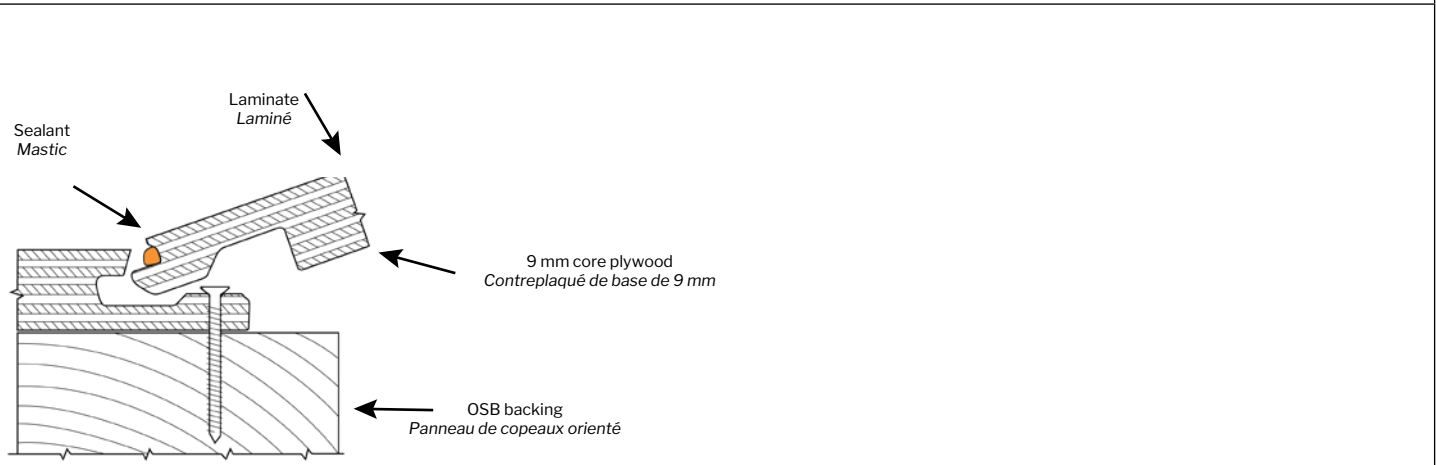 Laminate
Laminé
Sealant
Mastic
9 mm core plywood
Contreplaqué de base de 9 mm
OSB backing
Panneau de copeaux orienté